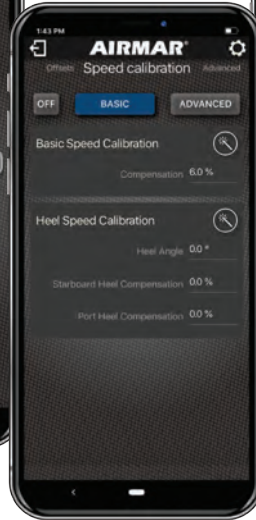 1:43 PM
AIRMAR®
Offsets Speed calibration Advanced
OFF BASIC ADVANCED
Basic Speed Calibration
Compensation 6.0 %
Heel Speed Calibration
Heel Angle 0.0 °
Starboard Heel Compensation 0.0 %
Port Heel Compensation 0.0 %